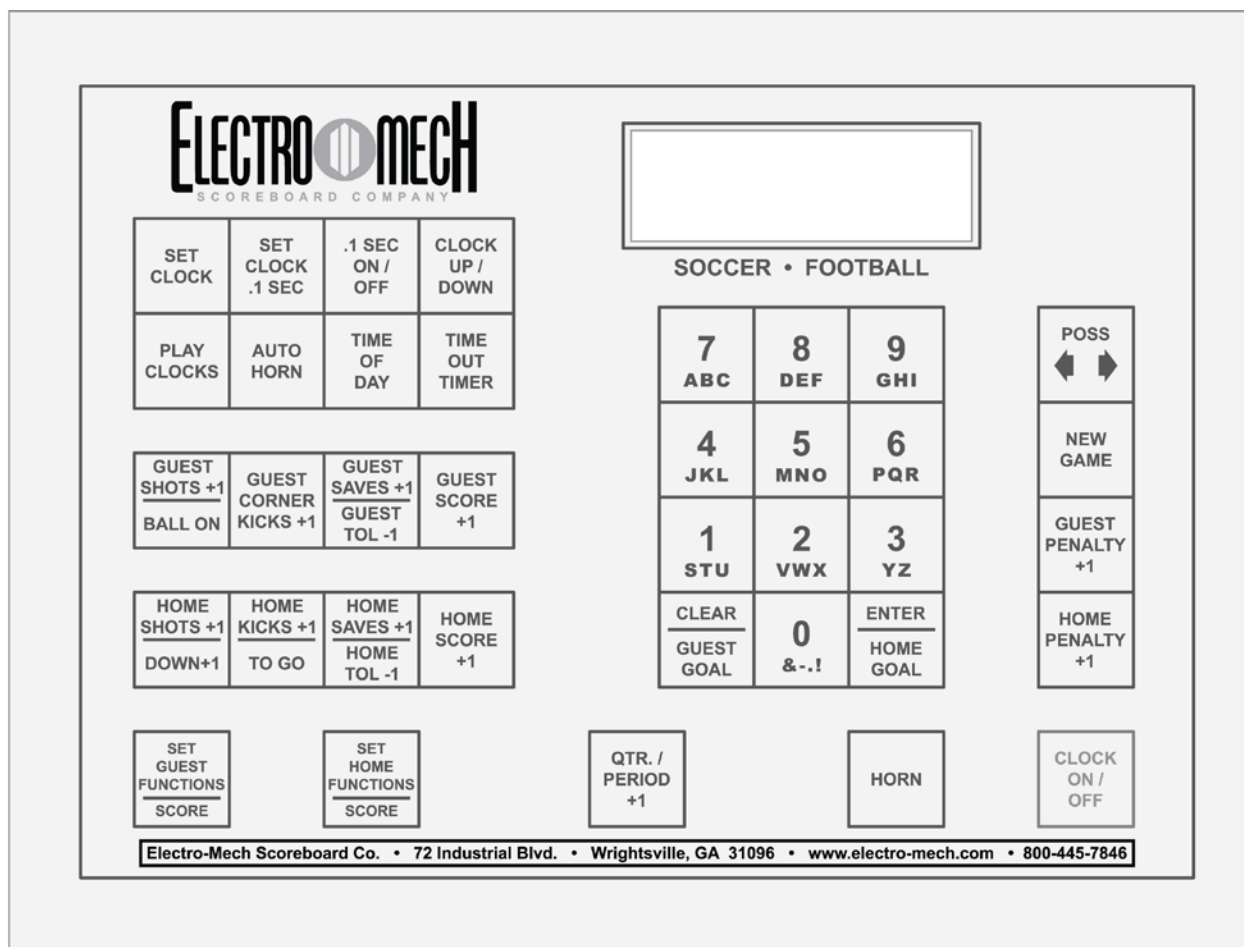 ELECTRO MECH
SCOREBOARD COMPANY
SET
CLOCK
SET
CLOCK
.1 SEC
.1 SEC
ON /
OFF
CLOCK
UP /
DOWN
PLAY
CLOCKS
AUTO
HORN
TIME
OF
DAY
TIME
OUT
TIMER
GUEST
SHOTS +1
BALL ON
GUEST
CORNER
KICKS +1
GUEST
SAVES +1
GUEST
TOL -1
GUEST
SCORE
+1
HOME
SHOTS +1
DOWN+1
HOME
KICKS +1
TO GO
HOME
SAVES +1
HOME
TOL -1
HOME
SCORE
+1
SET
GUEST
FUNCTIONS
SCORE
SET
HOME
FUNCTIONS
SCORE
SOCCER • FOOTBALL
7
ABC
8
DEF
9
GHI
4
JKL
5
MNO
6
PQR
1
STU
2
VWX
3
YZ
CLEAR
GUEST
GOAL
0
&-.!
ENTER
HOME
GOAL
POSS
NEW
GAME
GUEST
PENALTY
+1
HOME
PENALTY
+1
QTR. /
PERIOD
+1
HORN
CLOCK
ON /
OFF
Electro-Mech Scoreboard Co. • 72 Industrial Blvd. • Wrightsville, GA 31096 • www.electro-mech.com • 800-445-7846